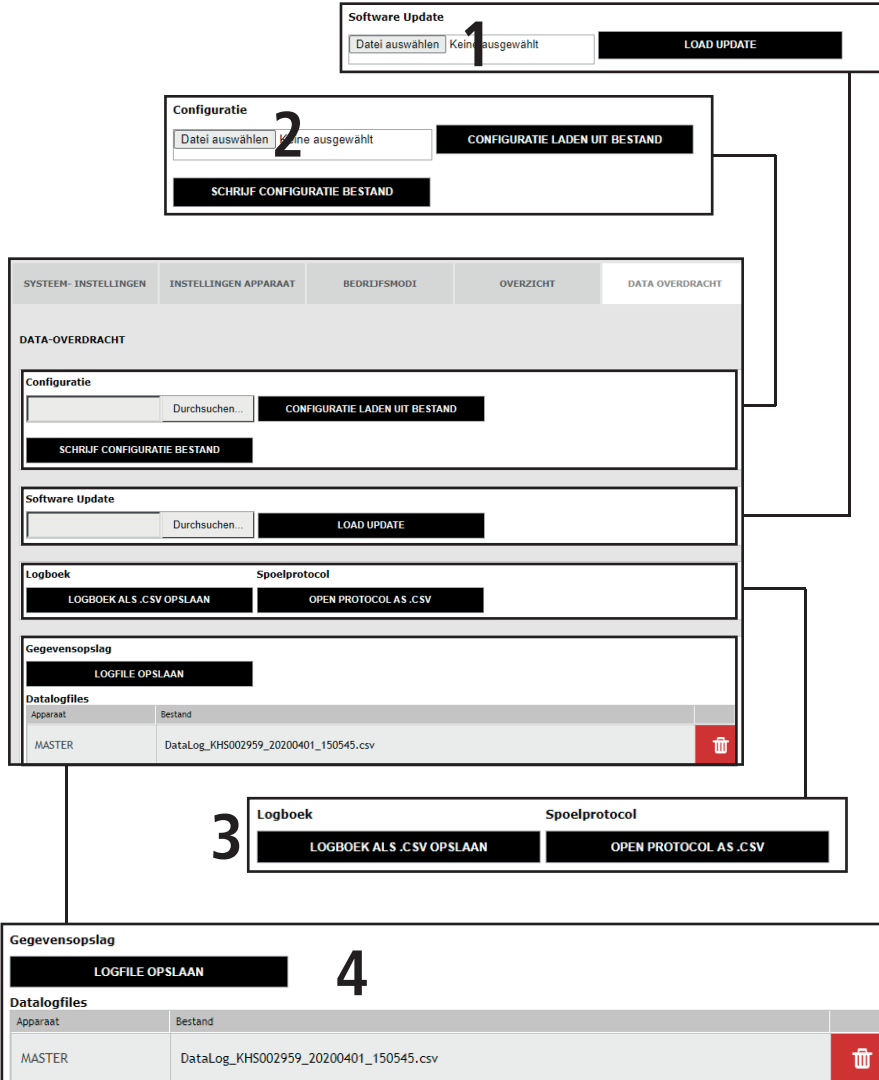 Software Update
Datei auswählen Keine ausgewählt LOAD UPDATE
1
Configuratie
Datei auswählen Keine ausgewählt CONFIGURATIE LADEN UIT BESTAND
2
SCHRIJF CONFIGURATIE BESTAND
SYSTEEM- INSTELLINGEN INSTELLINGEN APPARAAT BEDRIJFSMODI OVERZICHT DATA OVERDRACHT
DATA-OVERDRACHT
Configuratie
Durchsuchen... CONFIGURATIE LADEN UIT BESTAND
SCHRIJF CONFIGURATIE BESTAND
Software Update
Durchsuchen... LOAD UPDATE
Logboek Spoelprotocol
LOGBOEK ALS .CSV OPSLAAN OPEN PROTOCOL AS .CSV
Gegevensopslag
LOGFILE OPSLAAN
Datalogfiles
Apparaat Bestand
MASTER DataLog_KHS002959_20200401_150545.csv
3
Logboek Spoelprotocol
LOGBOEK ALS .CSV OPSLAAN OPEN PROTOCOL AS .CSV
Gegevensopslag
LOGFILE OPSLAAN
4
Datalogfiles
Apparaat Bestand
MASTER DataLog_KHS002959_20200401_150545.csv